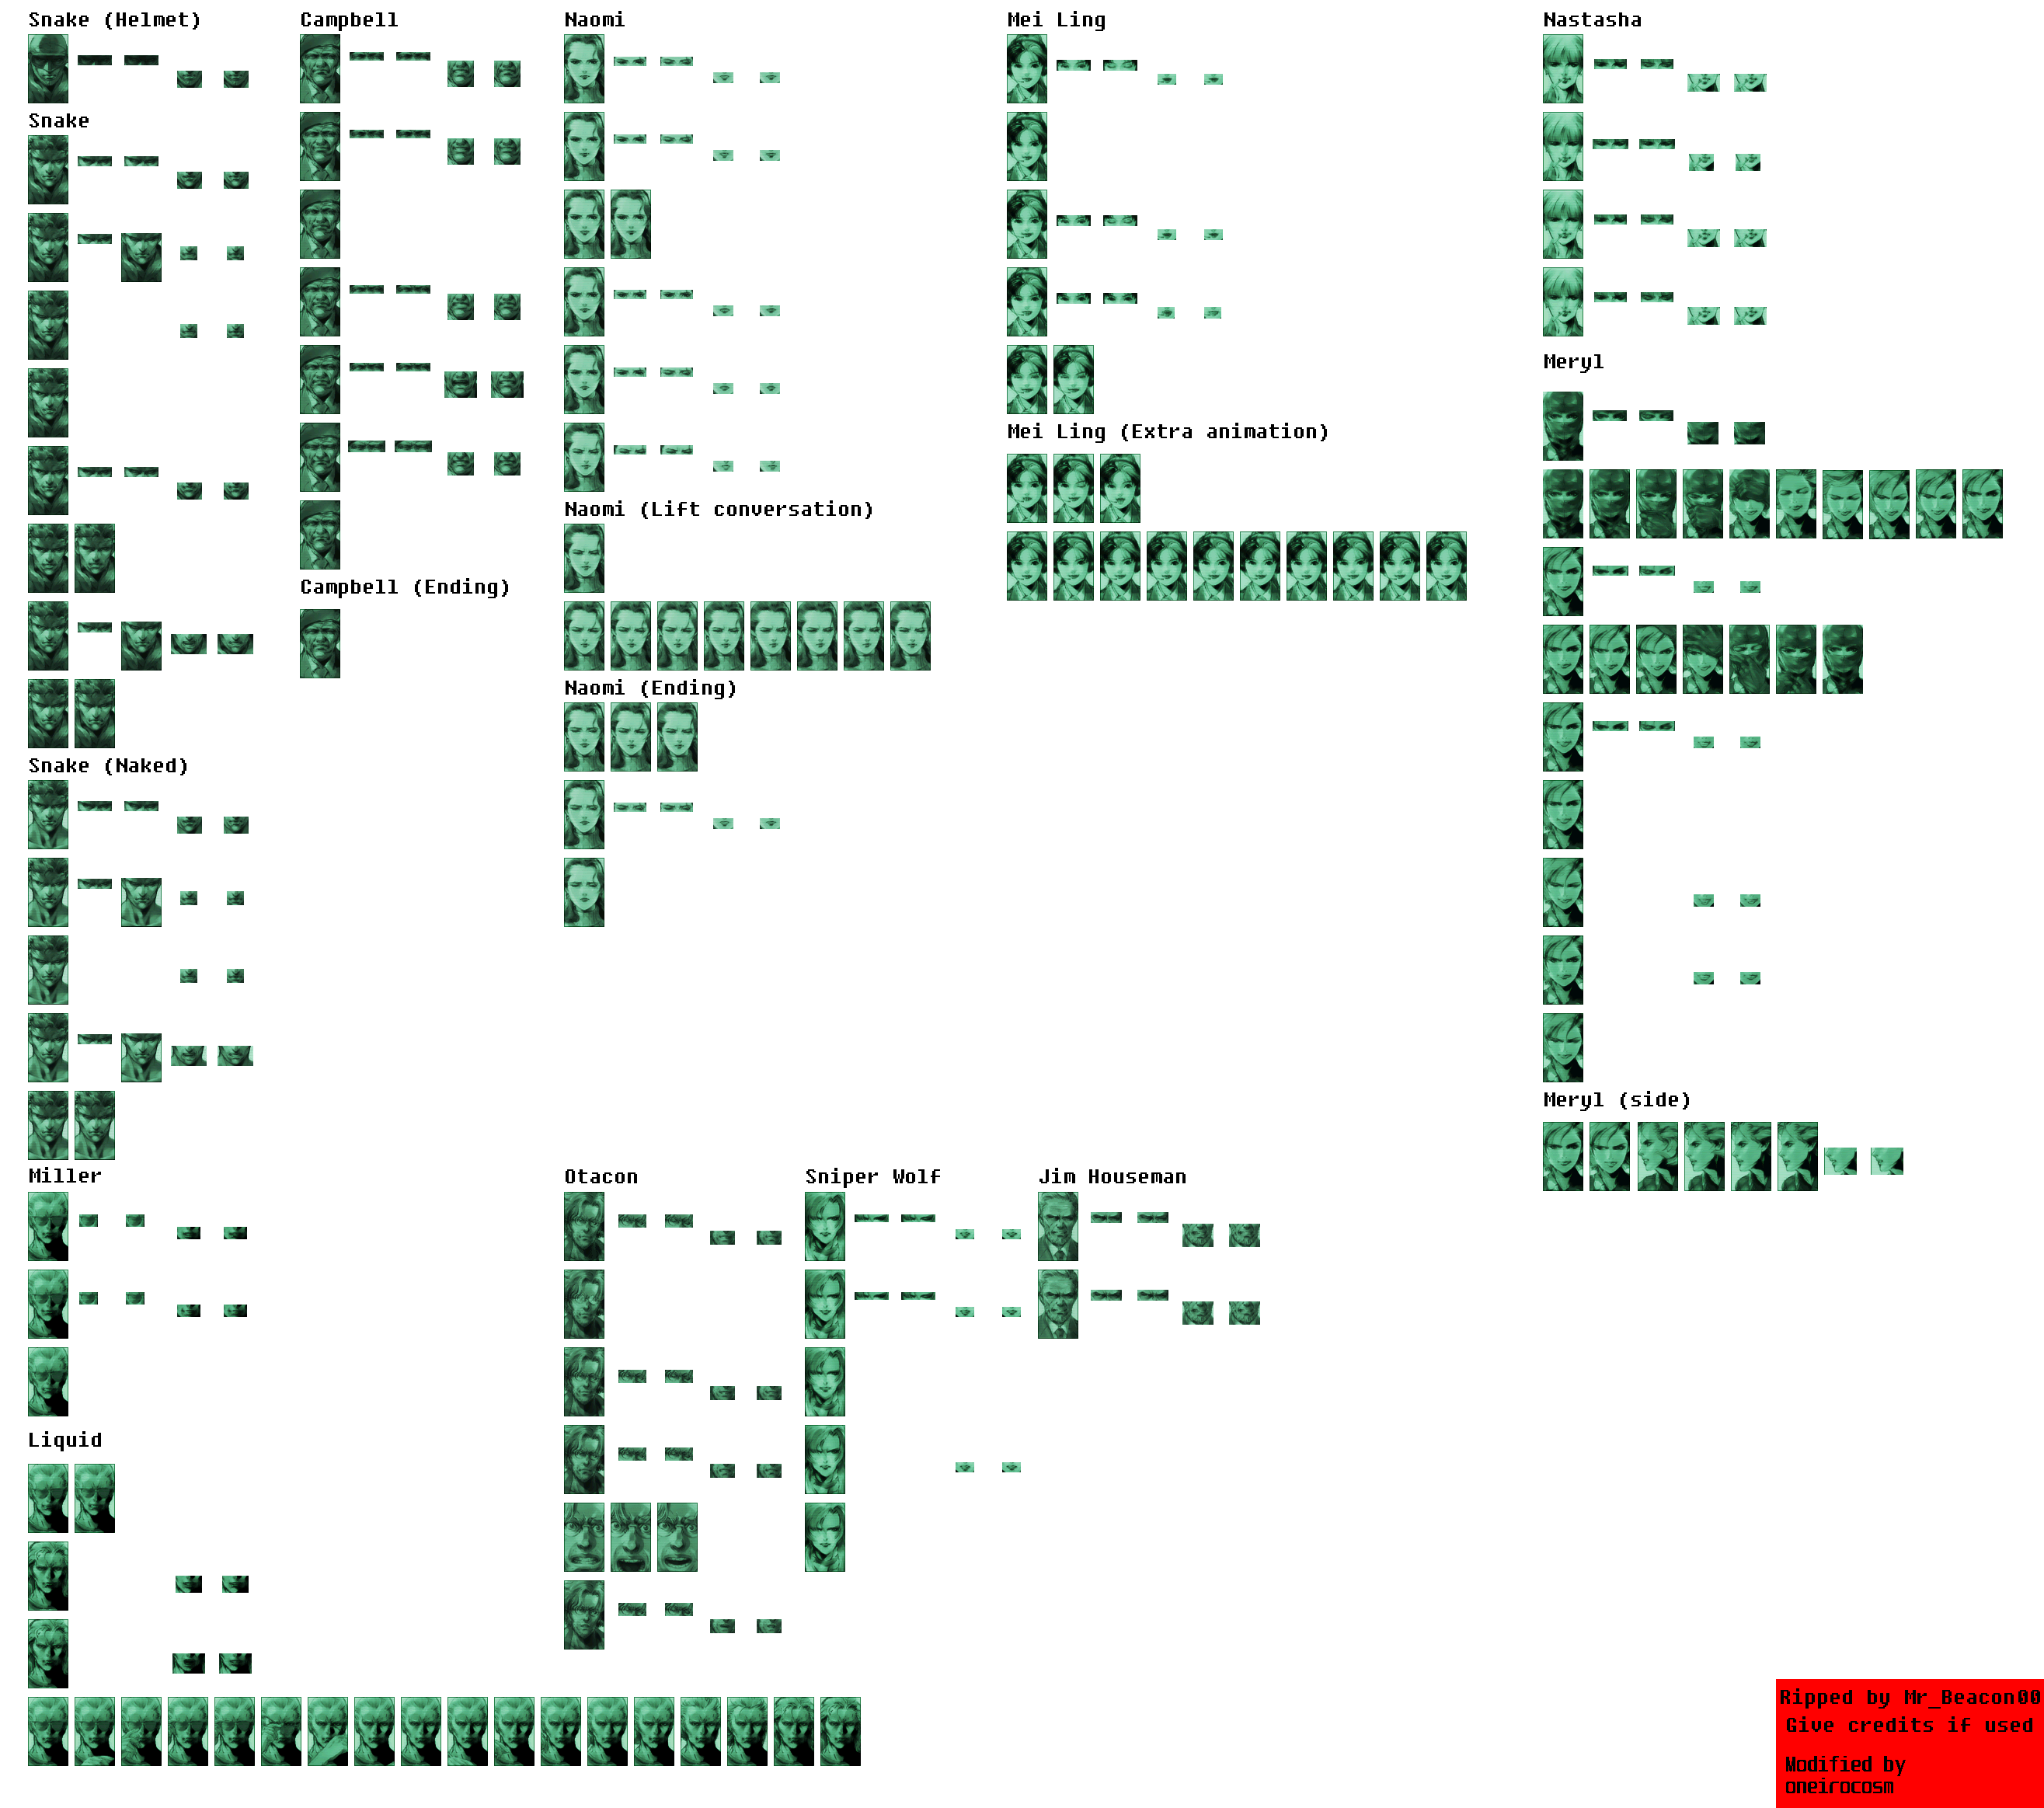 Snake (Helmet)
Campbell
Naomi
Mei Ling
Nastasha
Snake
Meryl
Mei Ling (Extra animation)
Naomi (Lift conversation)
Campbell (Ending)
Naomi (Ending)
Snake (Naked)
Meryl (side)
Miller
Otacon
Sniper Wolf
Jim Houseman
Liquid
Ripped by Mr_Beacon00
Give credits if used
Modified by
oneirocosm